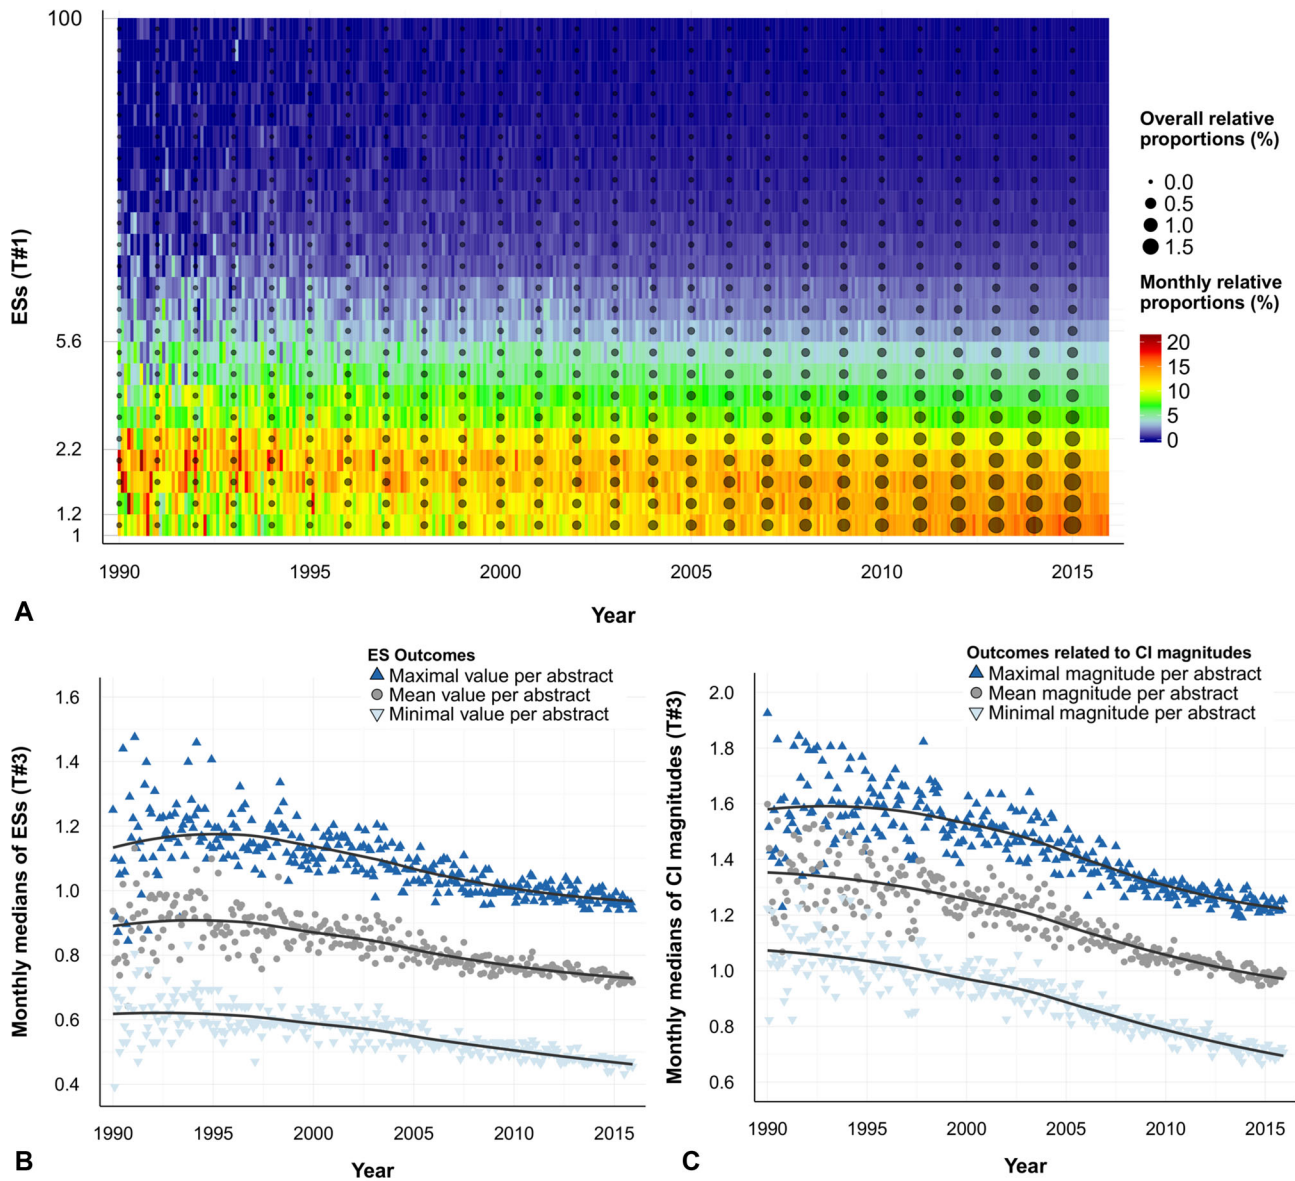 100
5.6
2.2
1.2
1
ESs (T#1)
1990
1995
2000
2005
2010
2015
Year
A
Overall relative
proportions (%)
0.0
0.5
1.0
1.5
Monthly relative
proportions (%)
20
15
10
5
0
ES Outcomes
Maximal value per abstract
Mean value per abstract
Minimal value per abstract
1.6
1.4
1.2
1.0
0.8
0.6
0.4
Monthly medians of ESs (T#3)
1990
1995
2000
2005
2010
2015
Year
B
Outcomes related to CI magnitudes
Maximal magnitude per abstract
Mean magnitude per abstract
Minimal magnitude per abstract
2.0
1.8
1.6
1.4
1.2
1.0
0.8
0.6
Monthly medians of CI magnitudes (T#3)
1990
1995
2000
2005
2010
2015
Year
C